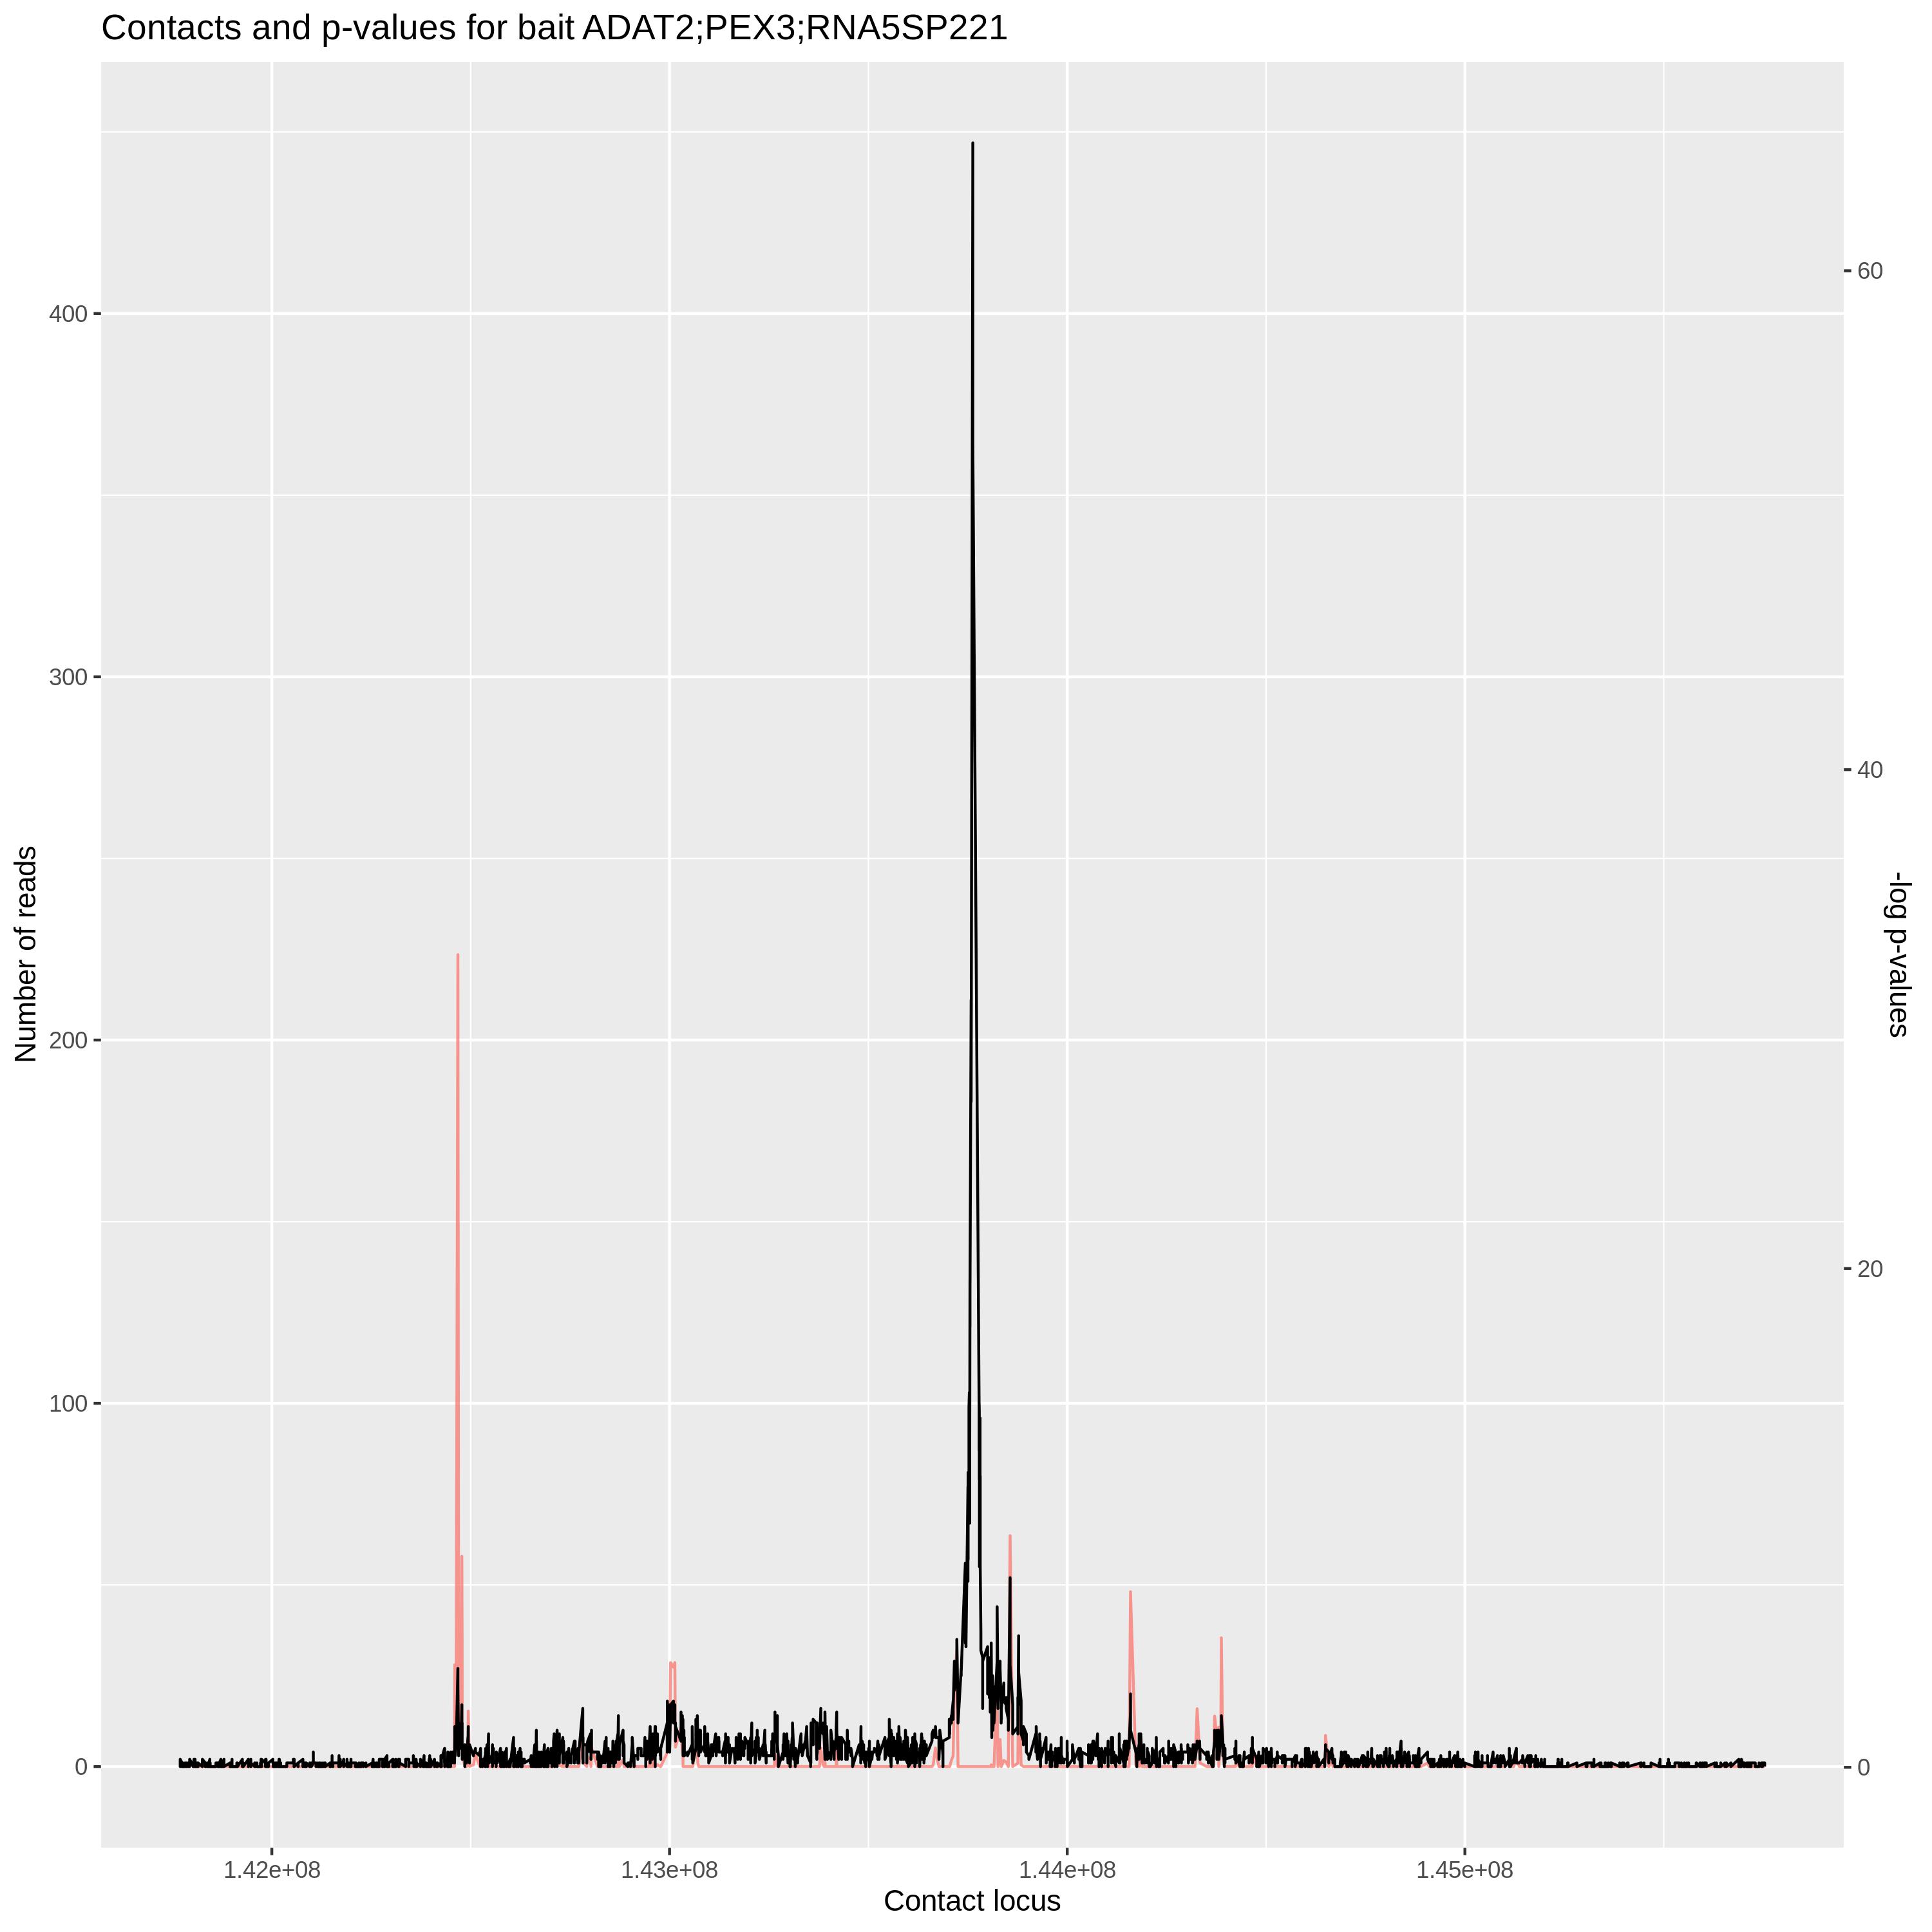 Contacts and p-values for bait ADAT2;PEX3;RNA5SP221
400
300
200
100
0
Number of reads
60
40
20
0
-log p-values
1.42e+08
1.43e+08
1.44e+08
1.45e+08
Contact locus